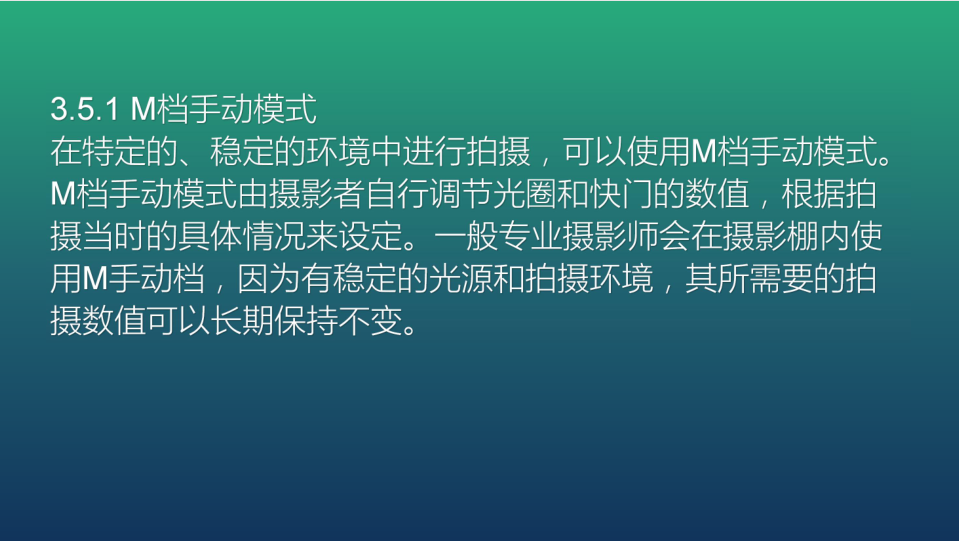 3.5.1 M档手动模式
在特定的、稳定的环境中进行拍摄，可以使用M档手动模式。
M档手动模式由摄影者自行调节光圈和快门的数值，根据拍
摄当时的具体情况来设定。一般专业摄影师会在摄影棚内使
用M手动档，因为有稳定的光源和拍摄环境，其所需要的拍
摄数值可以长期保持不变。